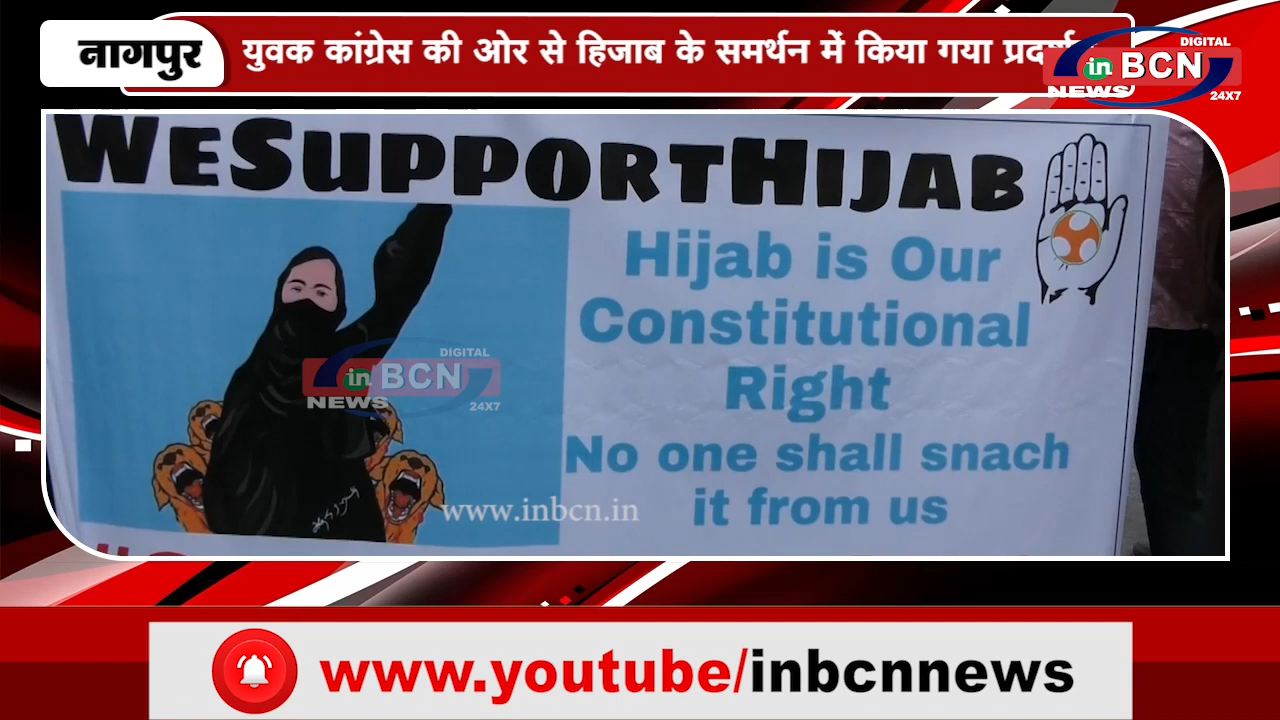 नागपुर
युवक कांग्रेस की ओर से हिजाब के समर्थन में किया गया
DIGITAL
in BCN
NEWS
24X7
WESUPPORTHIJAB
Hijab is Our
Constitutional
Right
No one shall snach
it from us
DIGITAL
in BCN
NEWS
24X7
www.inbcn.in
www.youtube/inbcnnews